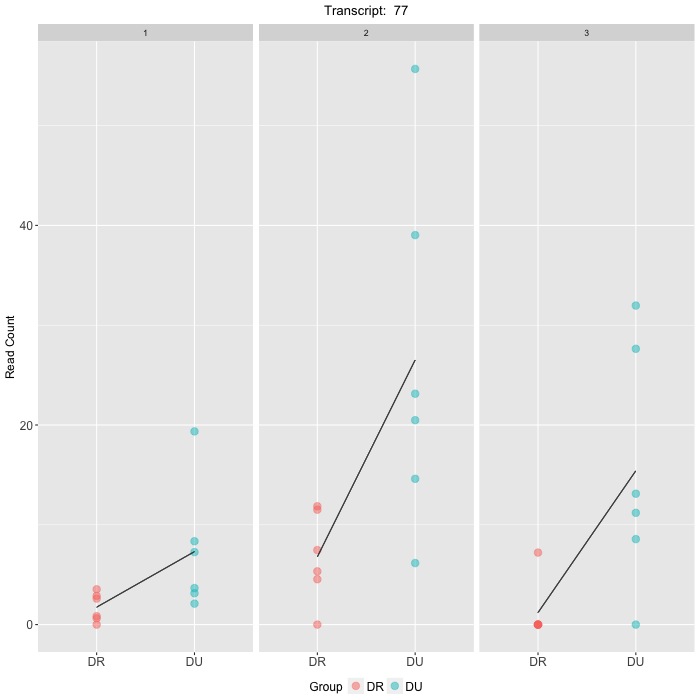 Transcript: 77
1 2 3
Read Count
40
20
0
DR DU DR DU DR DU
Group DR DU